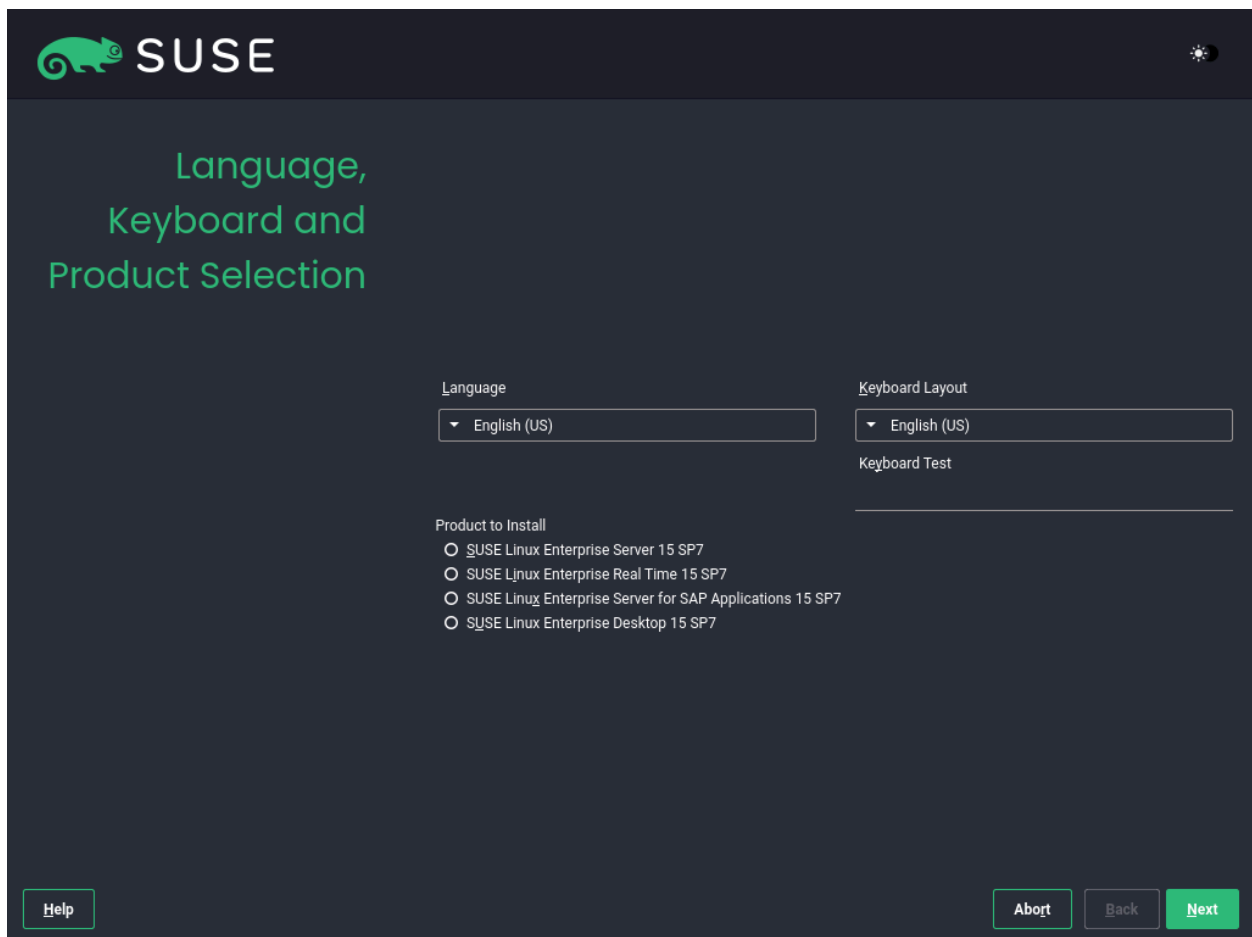 SUSE
Language,
Keyboard and
Product Selection
Language
Keyboard Layout
English (US)
English (US)
Keyboard Test
Product to Install
SUSE Linux Enterprise Server 15 SP7
SUSE Linux Enterprise Real Time 15 SP7
SUSE Linux Enterprise Server for SAP Applications 15 SP7
SUSE Linux Enterprise Desktop 15 SP7
Help
Abort
Back
Next